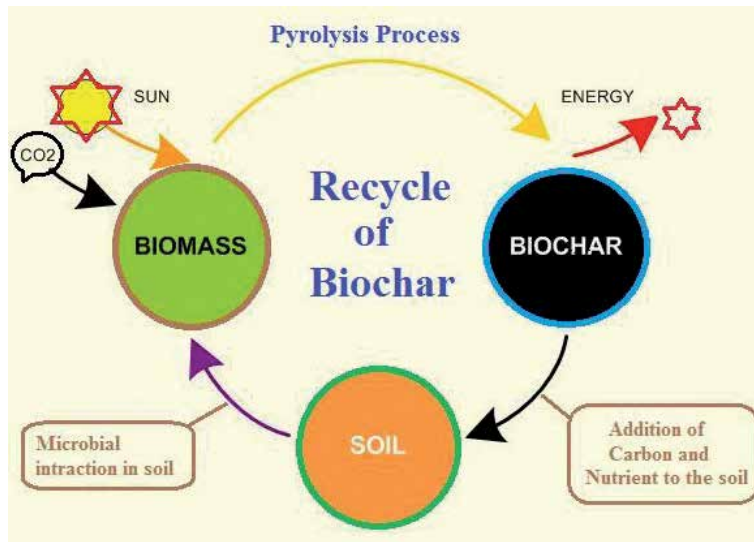 Pyrolysis Process
SUN
ENERGY
CO2
Recycle
of
Biochar
BIOMASS
BIOCHAR
SOIL
Microbial
intraction in soil
Addition of
Carbon and
Nutrient to the soil